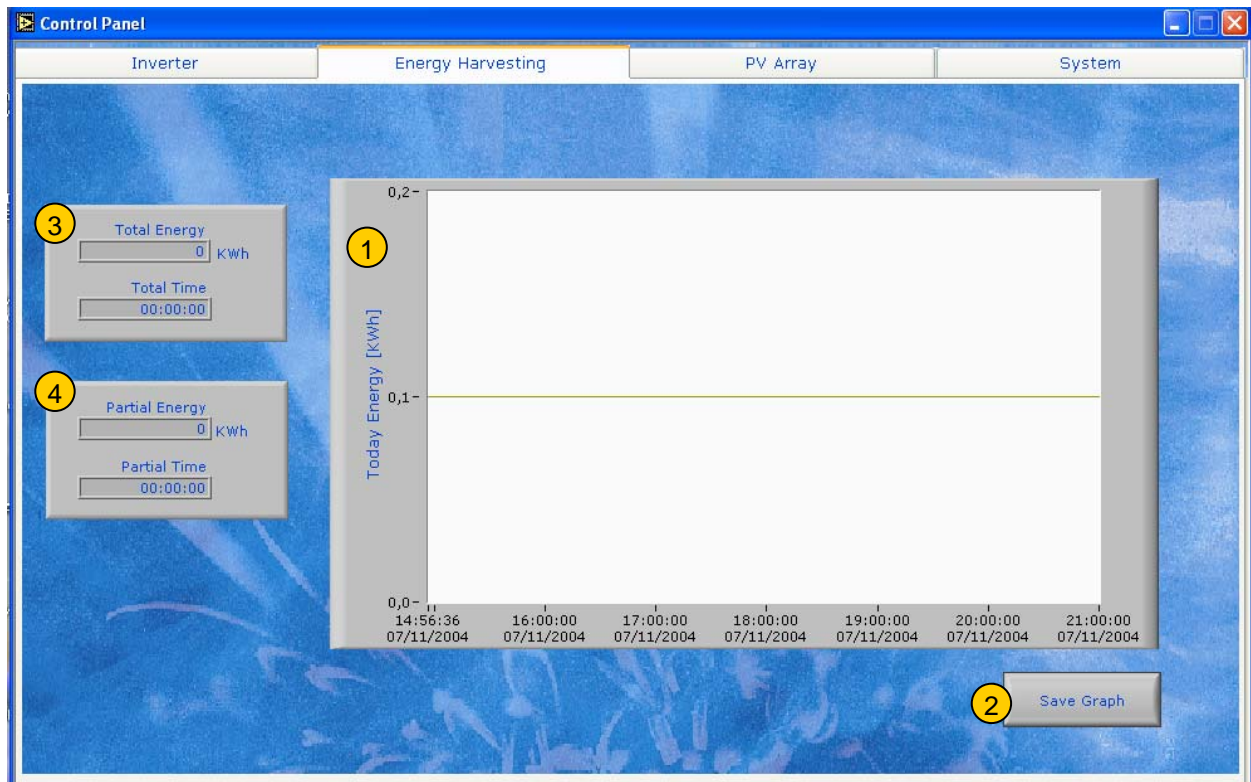 Control Panel
Inverter
Energy Harvesting
PV Array
System
3
Total Energy
0 KWh
Total Time
00:00:00
4
Partial Energy
0 KWh
Partial Time
00:00:00
1
Today Energy [KWh]
0,2
0,1
0,0
14:56:36 16:00:00 17:00:00 18:00:00 19:00:00 20:00:00 21:00:00
07/11/2004 07/11/2004 07/11/2004 07/11/2004 07/11/2004 07/11/2004 07/11/2004
2
Save Graph